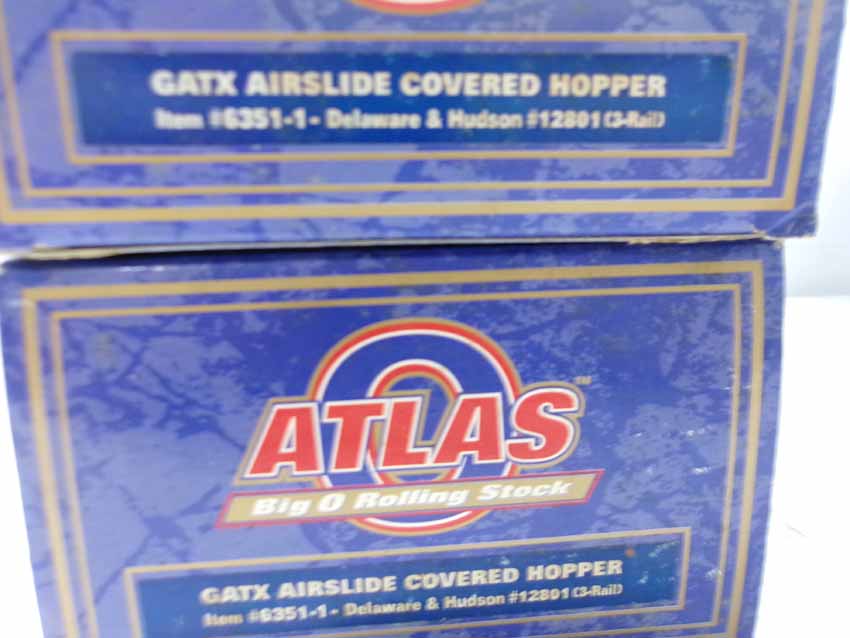 GATX AIRSLIDE COVERED HOPPER
Item #6351-1 - Delaware & Hudson #12801 (3-Rail)
ATLAS™
Big O Rolling Stock
GATX AIRSLIDE COVERED HOPPER
Item #6351-1 - Delaware & Hudson #12801 (3-Rail)